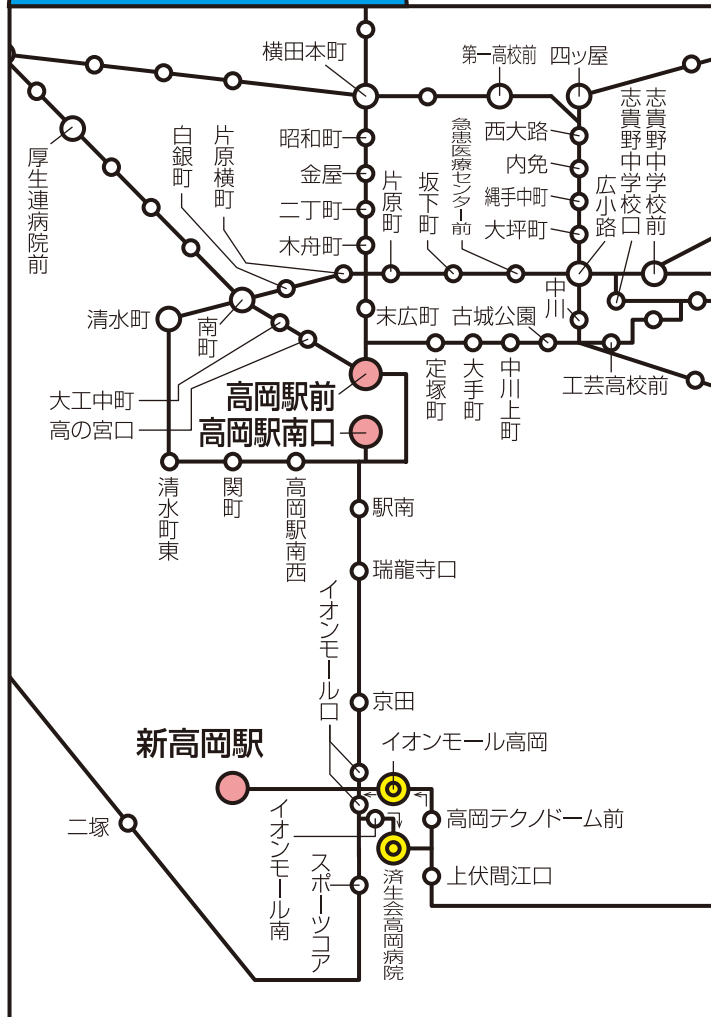 横田本町
第一高校前
四ッ屋
昭和町
金屋
二丁町
木舟町
片原町
坂下町
急患医療センター前
西大路
内免
縄手中町
大坪町
広小路
志貴野中学校口
志貴野中学校前
厚生連病院前
白銀町
片原横町
清水町
南町
末広町
古城公園
中川
大工中町
高の宮口
高岡駅前
高岡駅南口
定塚町
大手町
中川上町
工芸高校前
清水町東
関町
高岡駅南西
駅南
瑞龍寺口
イオンモール口
京田
新高岡駅
イオンモール高岡
二塚
イオンモール南
スポーツコア
高岡テクノドーム前
上伏間江口
済生会高岡病院